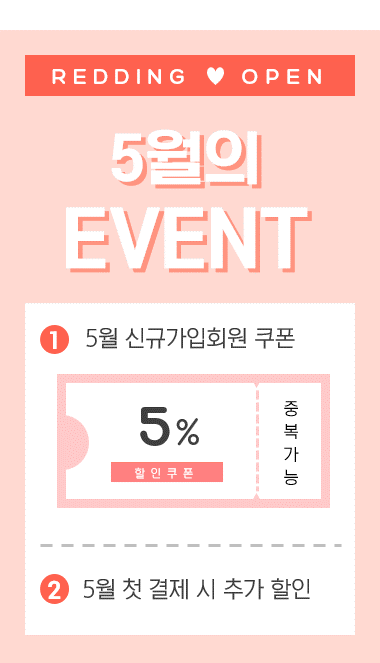 REDDING ♥ OPEN
5월의
EVENT
1 5월 신규가입회원 쿠폰
5%
할인쿠폰
중복가능
2 5월 첫 결제 시 추가 할인